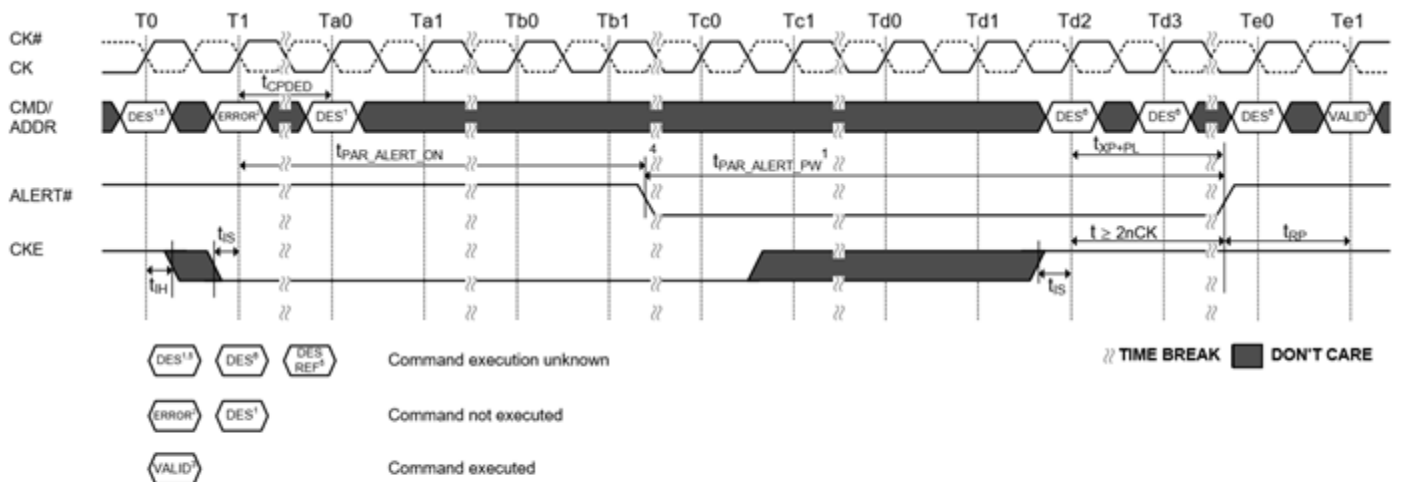 T0 T1 Ta0 Ta1 Tb0 Tb1 Tc0 Tc1 Td0 Td1 Td2 Td3 Te0 Te1
CK#
CK
tCPDED
CMD/
ADDR
DES1,5 ERROR2 DES1 DES6 DES6 DES6 VALID3
tPAR_ALERT_ON 4 tPAR_ALERT_PW1 tXP+PL
ALERT#
tIS t ≥ 2nCK tRP
CKE
tIH tIS
DES1,5 DES6 DES
REF5 Command execution unknown
TIME BREAK DON'T CARE
ERROR2 DES1 Command not executed
VALID3 Command executed